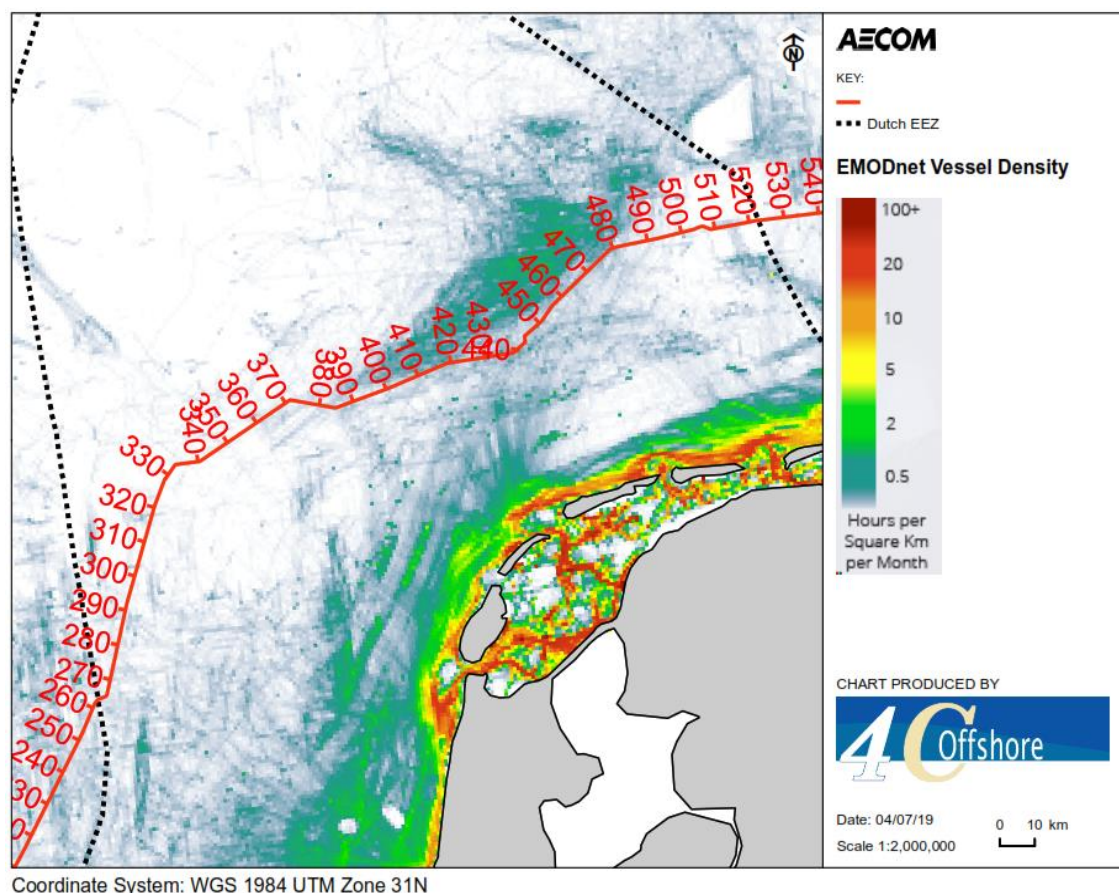 AECOM
KEY:
Dutch EEZ
EMODnet Vessel Density
100+
20
10
5
2
0.5
Hours per
Square Km
per Month
CHART PRODUCED BY
4C Offshore
Date: 04/07/19
0 10 km
Scale 1:2,000,000
N
540
530
520
510
500
490
480
470
460
450
440
430
420
410
400
390
380
370
360
350
340
330
320
310
300
290
280
270
260
250
240
30
0
Coordinate System: WGS 1984 UTM Zone 31N